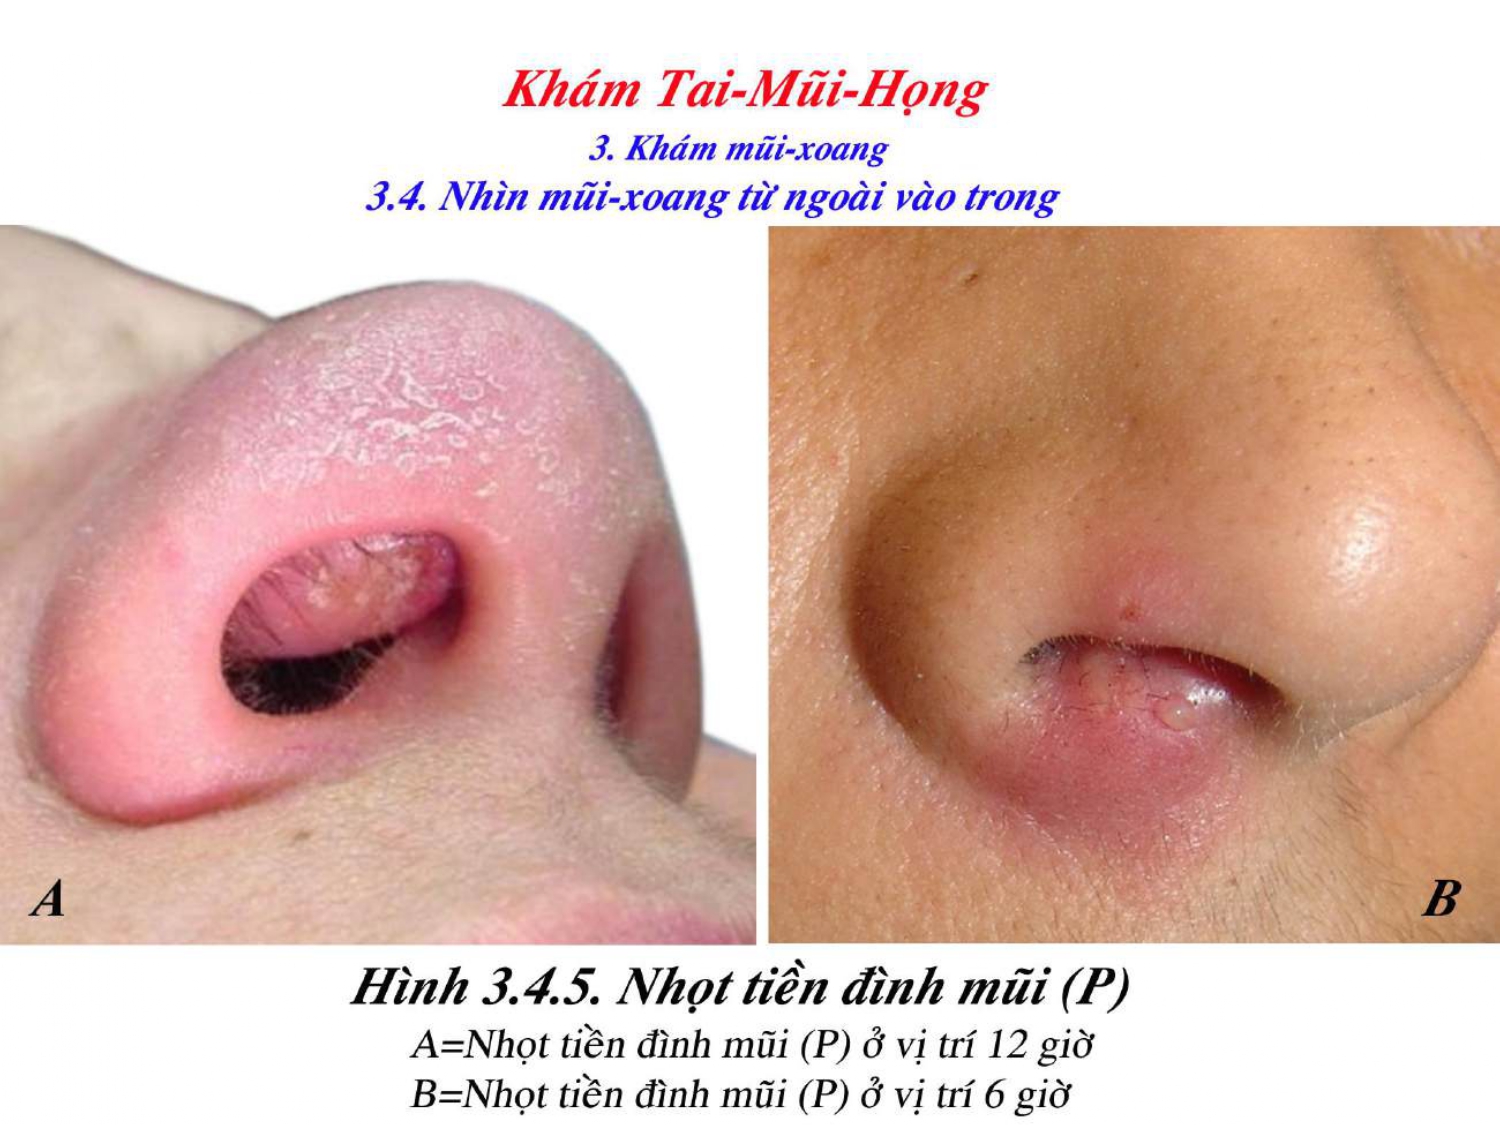 Khám Tai-Mũi-Họng
3. Khám mũi-xoang
3.4. Nhìn mũi-xoang từ ngoài vào trong
A
B
Hình 3.4.5. Nhọt tiền đình mũi (P)
A=Nhọt tiền đình mũi (P) ở vị trí 12 giờ
B=Nhọt tiền đình mũi (P) ở vị trí 6 giờ